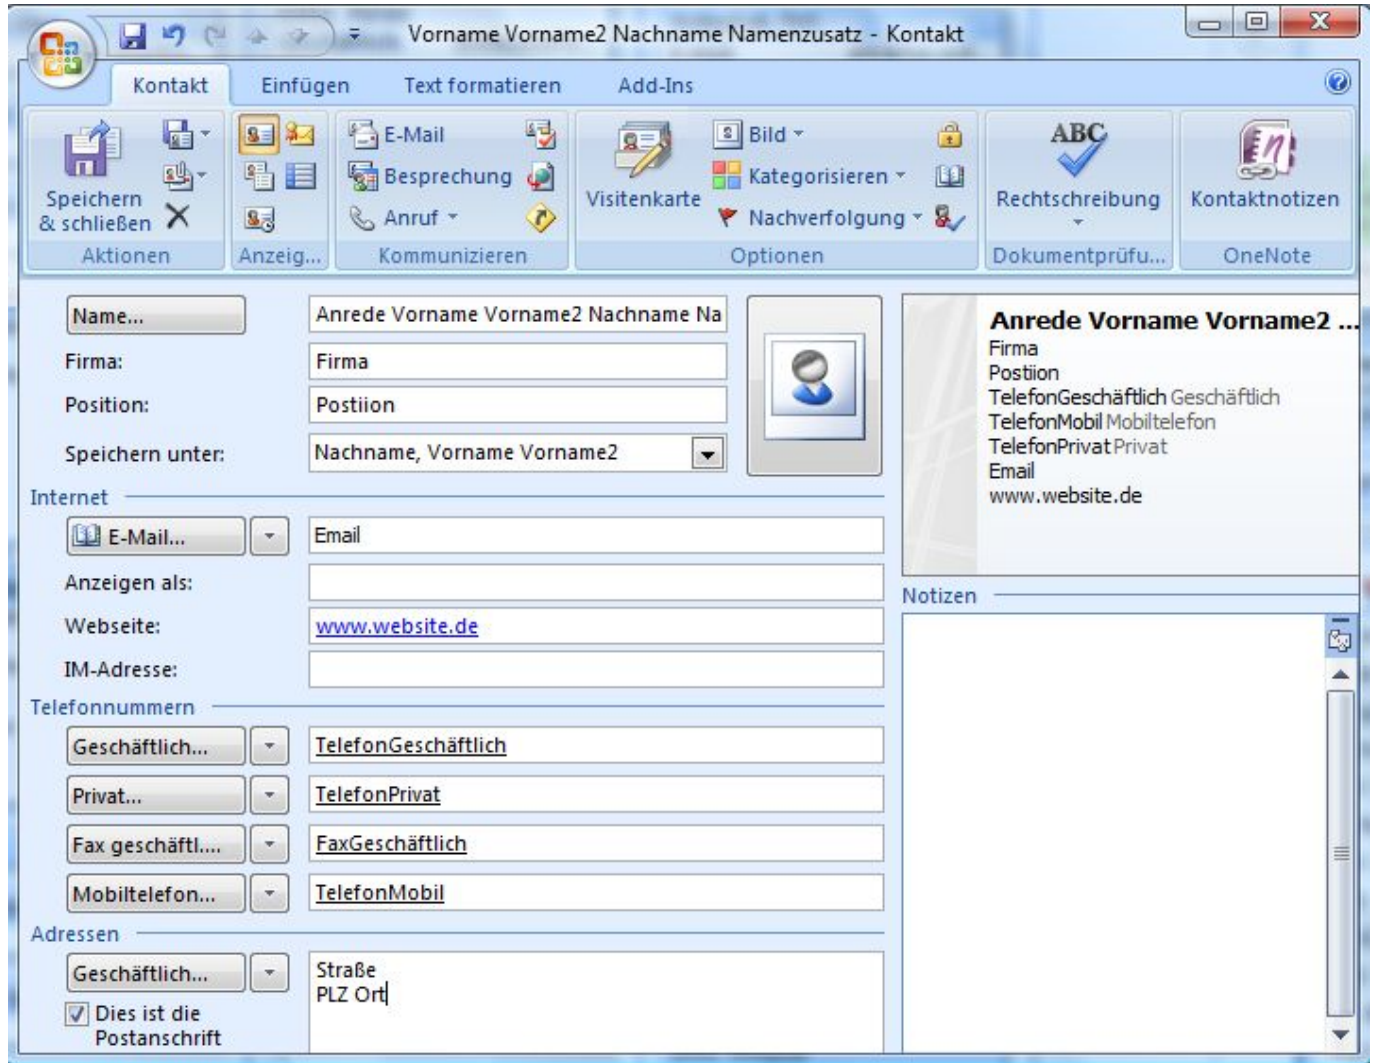 Vorname Vorname2 Nachname Namenzusatz - Kontakt
Kontakt Einfügen Text formatieren Add-Ins
Speichern & schließen
Aktionen
Anzeig...
E-Mail
Besprechung
Anruf
Kommunizieren
Visitenkarte
Bild
Kategorisieren
Nachverfolgung
Optionen
ABC
Rechtschreibung
Dokumentprüfu...
Kontaktnotizen
OneNote
Name... Anrede Vorname Vorname2 Nachname Na
Firma: Firma
Position: Postiion
Speichern unter: Nachname, Vorname Vorname2
Internet
E-Mail... Email
Anzeigen als:
Webseite: www.website.de
IM-Adresse:
Telefonnummern
Geschäftlich... TelefonGeschäftlich
Privat... TelefonPrivat
Fax geschäftl.... FaxGeschäftlich
Mobiltelefon... TelefonMobil
Adressen
Geschäftlich... Straße
PLZ Ort
Dies ist die
Postanschrift
Anrede Vorname Vorname2 ...
Firma
Postiion
TelefonGeschäftlich Geschäftlich
TelefonMobil Mobiltelefon
TelefonPrivat Privat
Email
www.website.de
Notizen